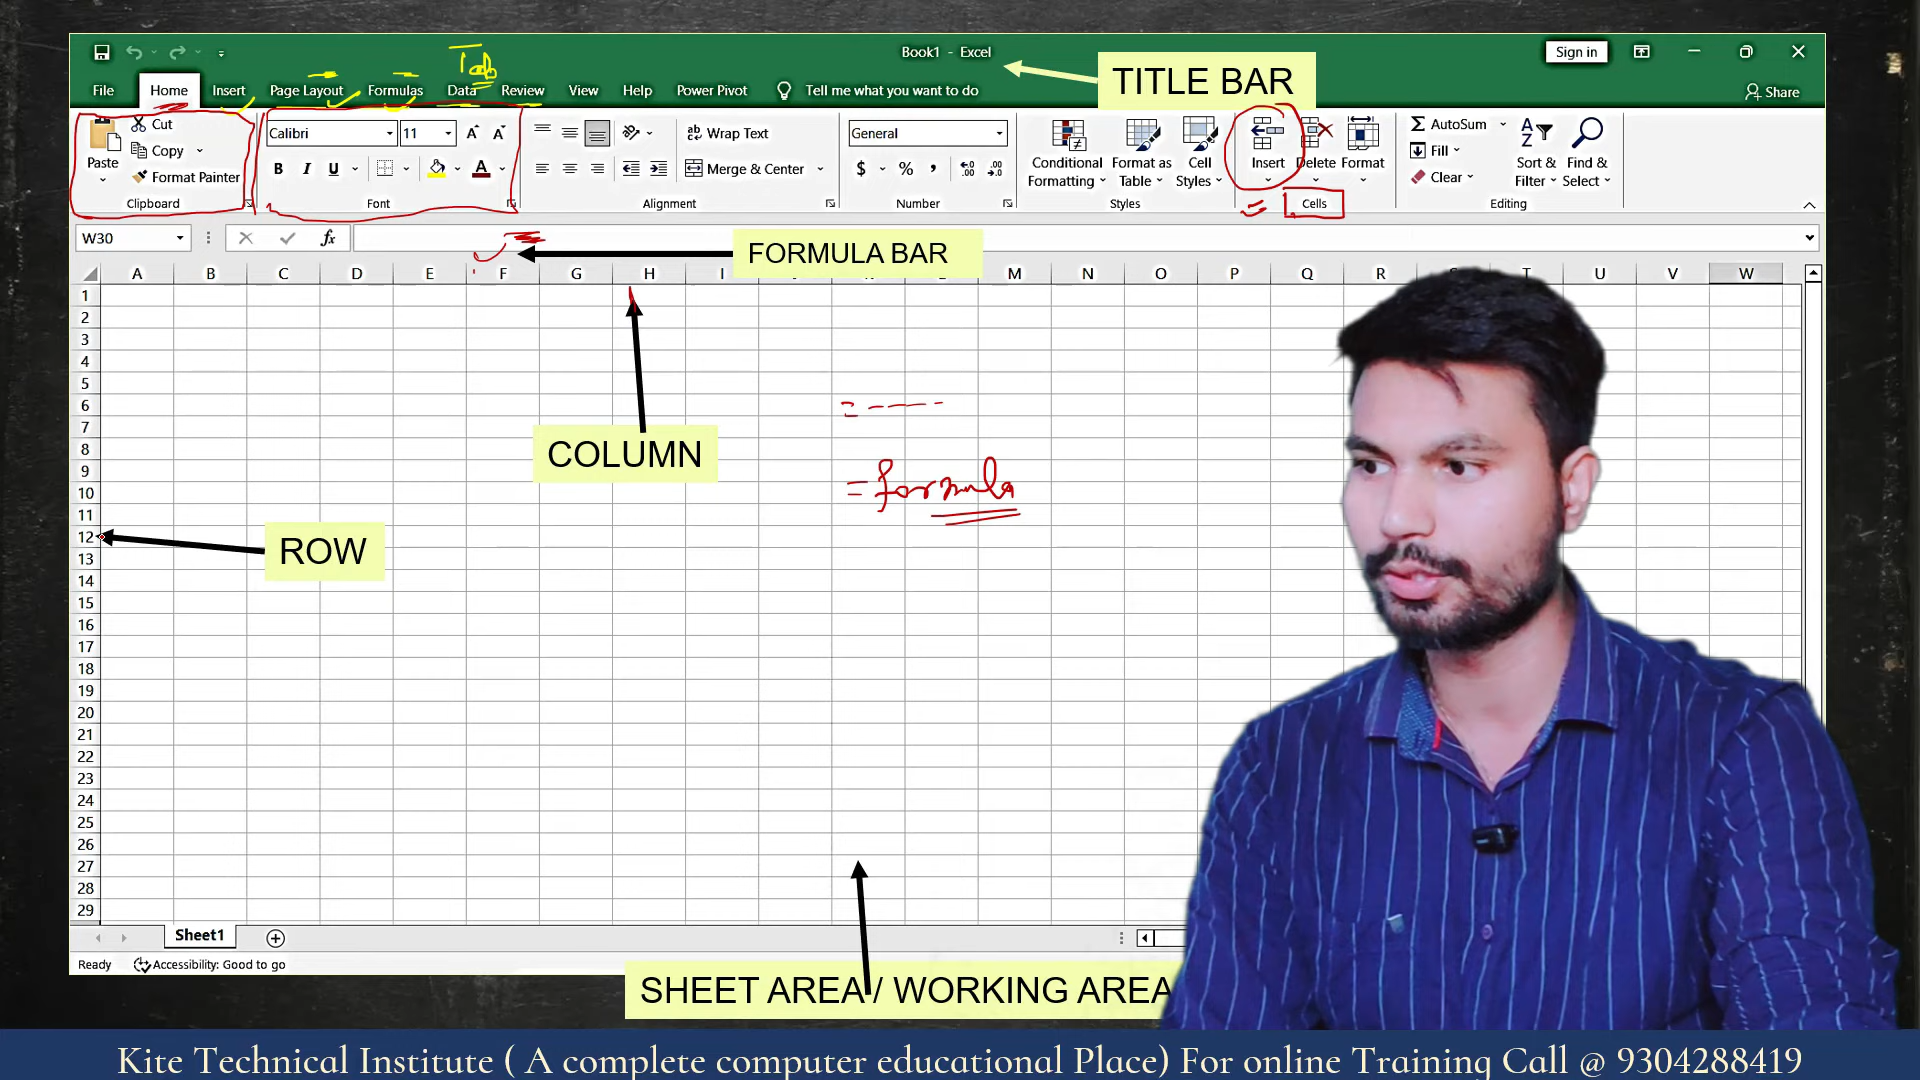 Book1 - Excel
Sign in
Tab
TITLE BAR
File Home Insert Page Layout Formulas Data Review View Help Power Pivot Tell me what you want to do
Share
Paste
Cut
Copy
Format Painter
Clipboard
Calibri 11
B I U
Font
Wrap Text
Merge & Center
Alignment
General
$ % ,
Number
Conditional Formatting
Format as Table
Cell Styles
Styles
Insert Delete Format
Cells
AutoSum
Fill
Clear
Sort & Filter
Find & Select
Editing
W30 fx
FORMULA BAR
A B C D E F G H I M N O P Q R S T U V W
1
2
3
4
5
6
7
8
9
10
11
12
13
14
15
16
17
18
19
20
21
22
23
24
25
26
27
28
29
COLUMN
= formula
ROW
Sheet1
Ready Accessibility: Good to go
SHEET AREA / WORKING AREA
Kite Technical Institute ( A complete computer educational Place) For online Training Call @ 9304288419